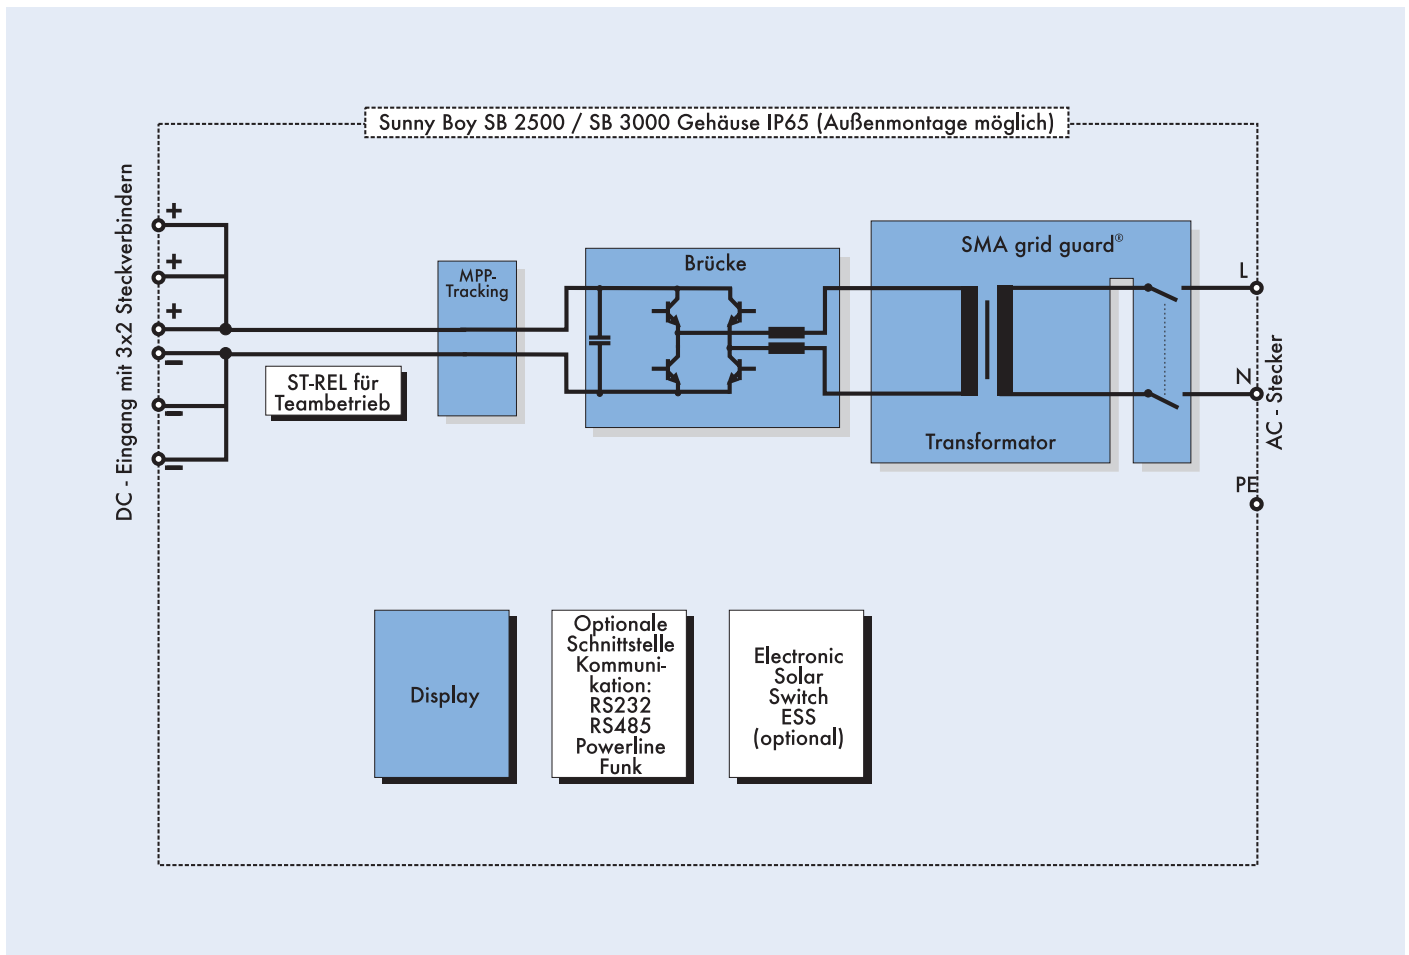 Sunny Boy SB 2500 / SB 3000 Gehäuse IP65 (Außenmontage möglich)
DC - Eingang mit 3x2 Steckverbindern
+
+
+
−
−
−
ST-REL für
Teambetrieb
MPP-
Tracking
Brücke
SMA grid guard®
Transformator
L
N
AC - Stecker
PE
Display
Optionale
Schnittstelle
Kommuni-
kation:
RS232
RS485
Powerline
Funk
Electronic
Solar
Switch
ESS
(optional)